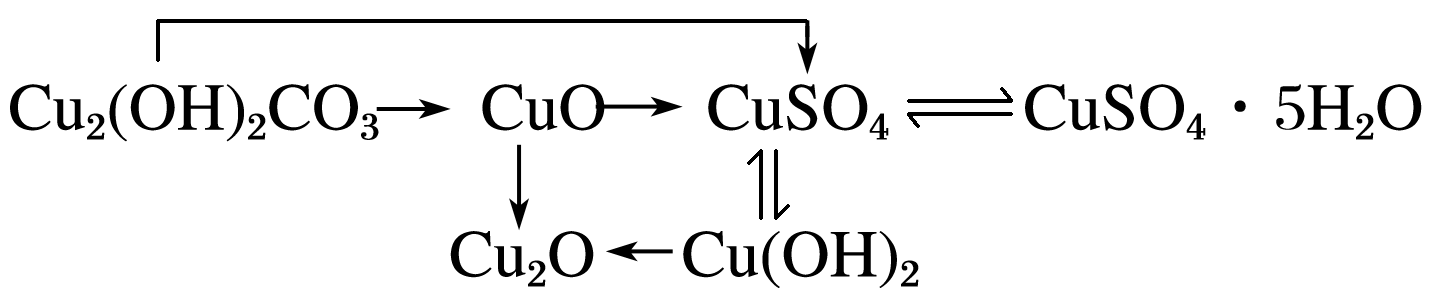 Cu₂(OH)₂CO₃ → CuO → CuSO₄ ⇌ CuSO₄ · 5H₂O
Cu₂O ← Cu(OH)₂